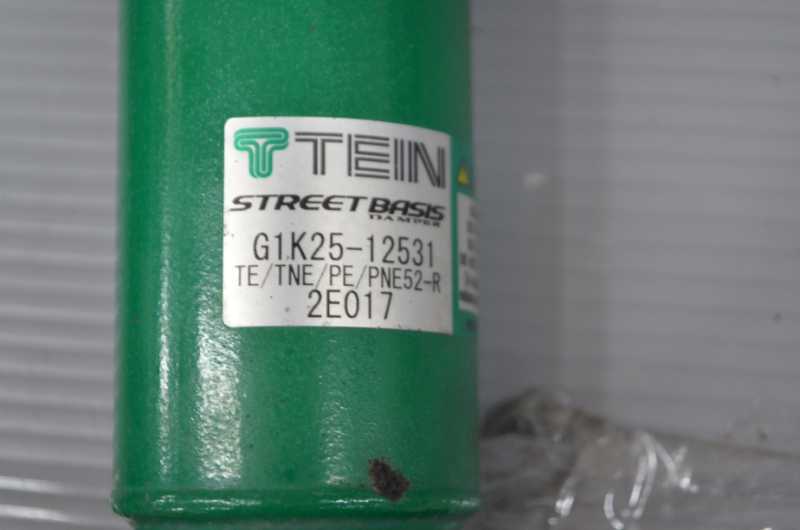 TEIN
STREET BASIS
DAMPER
G1K25-12531
TE/TNE/PE/PNE52-R
2E017